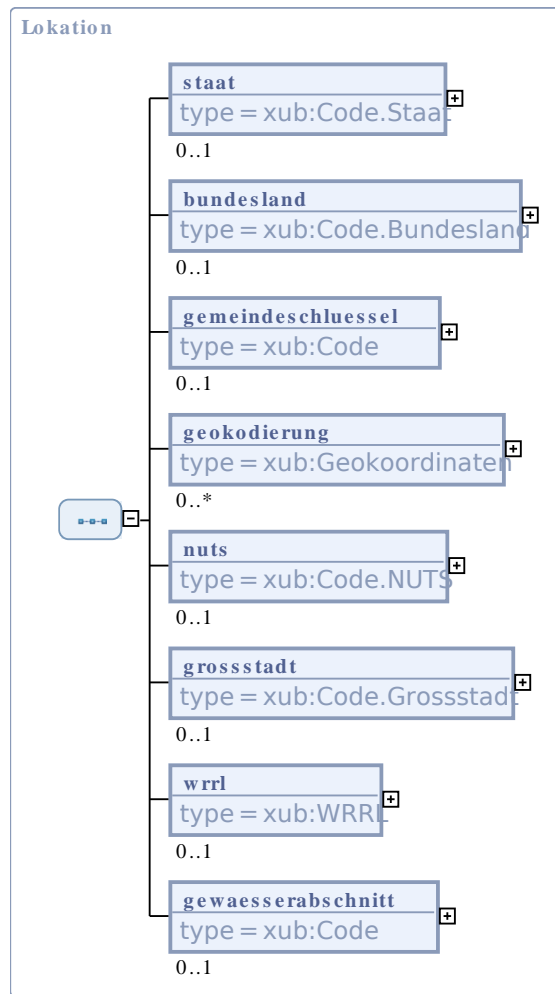 Lokation
staat
type = xub:Code.Staat
0..1
bundesland
type = xub:Code.Bundesland
0..1
gemeindeschluessel
type = xub:Code
0..1
geokodierung
type = xub:Geokoordinaten
0..*
nuts
type = xub:Code.NUTS
0..1
grossstadt
type = xub:Code.Grossstadt
0..1
wrrl
type = xub:WRRL
0..1
gewaesserabschnitt
type = xub:Code
0..1